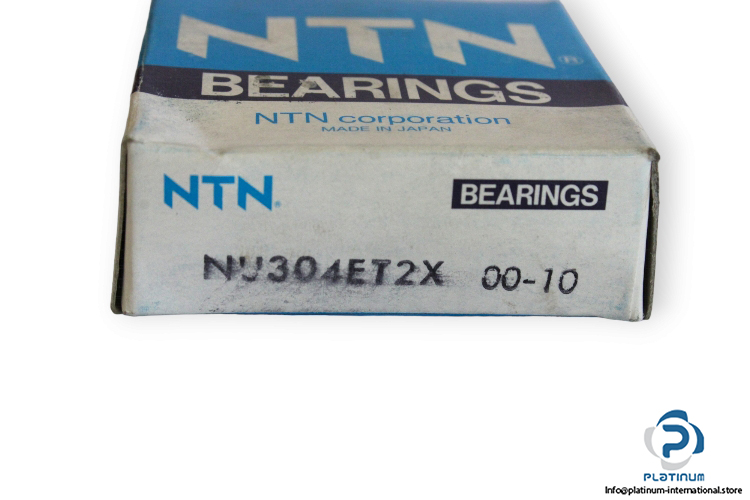 NTN®
BEARINGS
NTN corporation
MADE IN JAPAN
NTN®
BEARINGS
NU304ET2X 00-10
PLATINUM
Info@platinum-international.store